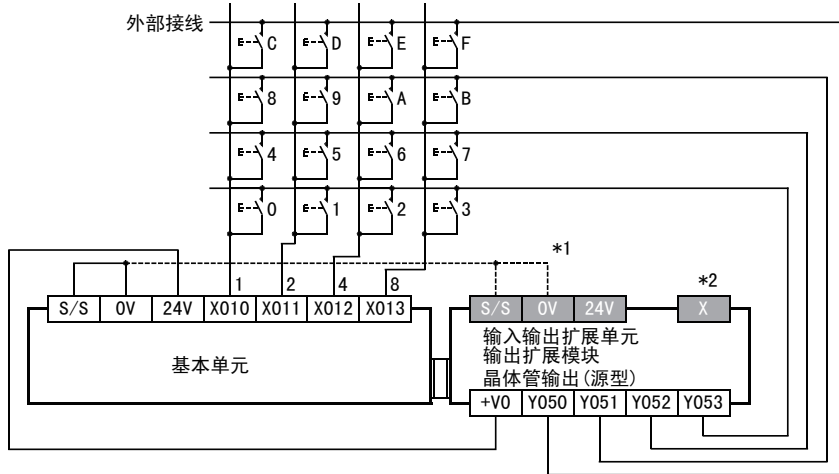 外部接线
C D E F
8 9 A B
4 5 6 7
0 1 2 3
*1
1 2 4 8 *2
S/S 0V 24V X010 X011 X012 X013 S/S 0V 24V X
基本单元
输入输出扩展单元
输出扩展模块
晶体管输出(源型)
+V0 Y050 Y051 Y052 Y053